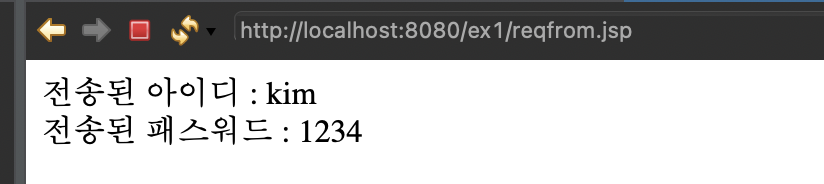 http://localhost:8080/ex1/reqfrom.jsp
전송된 아이디 : kim
전송된 패스워드 : 1234